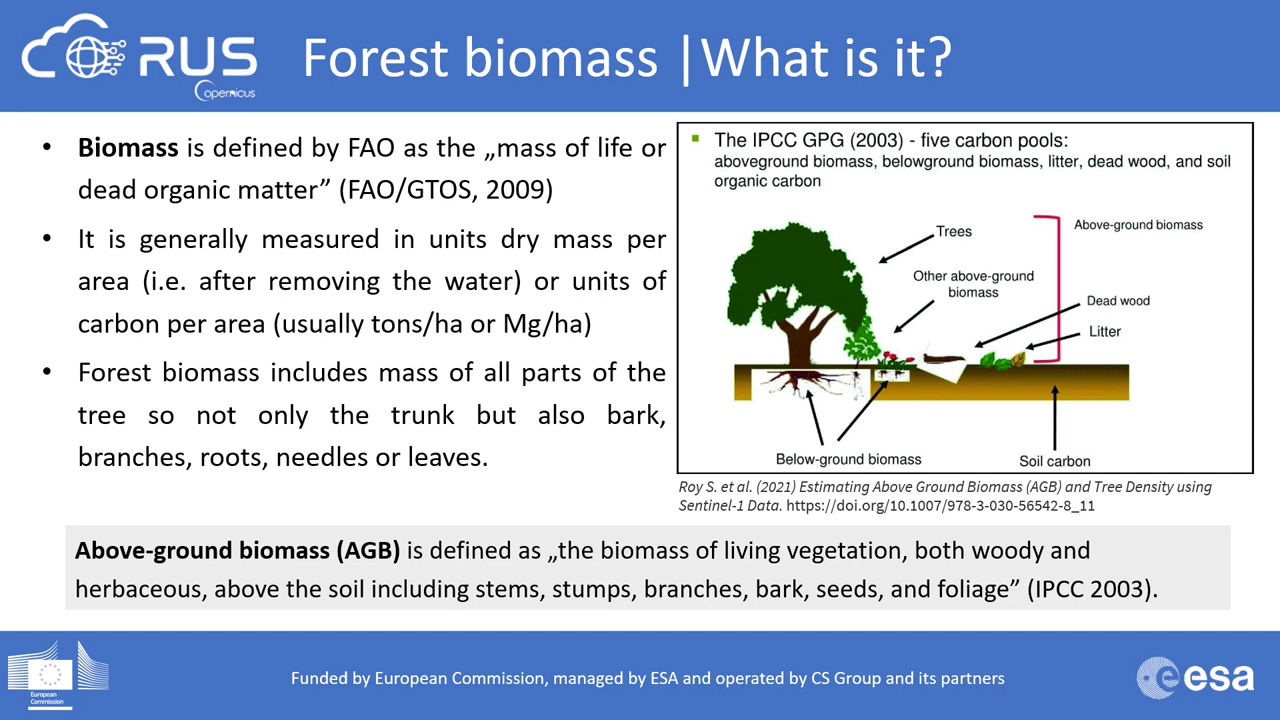 RUS
Copernicus
Forest biomass |What is it?
• Biomass is defined by FAO as the „mass of life or
dead organic matter” (FAO/GTOS, 2009)
• It is generally measured in units dry mass per
area (i.e. after removing the water) or units of
carbon per area (usually tons/ha or Mg/ha)
• Forest biomass includes mass of all parts of the
tree so not only the trunk but also bark,
branches, roots, needles or leaves.
The IPCC GPG (2003) - five carbon pools:
aboveground biomass, belowground biomass, litter, dead wood, and soil
organic carbon
Trees
Above-ground biomass
Other above-ground
biomass
Dead wood
Litter
Below-ground biomass
Soil carbon
Roy S. et al. (2021) Estimating Above Ground Biomass (AGB) and Tree Density using
Sentinel-1 Data. https://doi.org/10.1007/978-3-030-56542-8_11
Above-ground biomass (AGB) is defined as „the biomass of living vegetation, both woody and
herbaceous, above the soil including stems, stumps, branches, bark, seeds, and foliage” (IPCC 2003).
European
Commission
Funded by European Commission, managed by ESA and operated by CS Group and its partners
esa